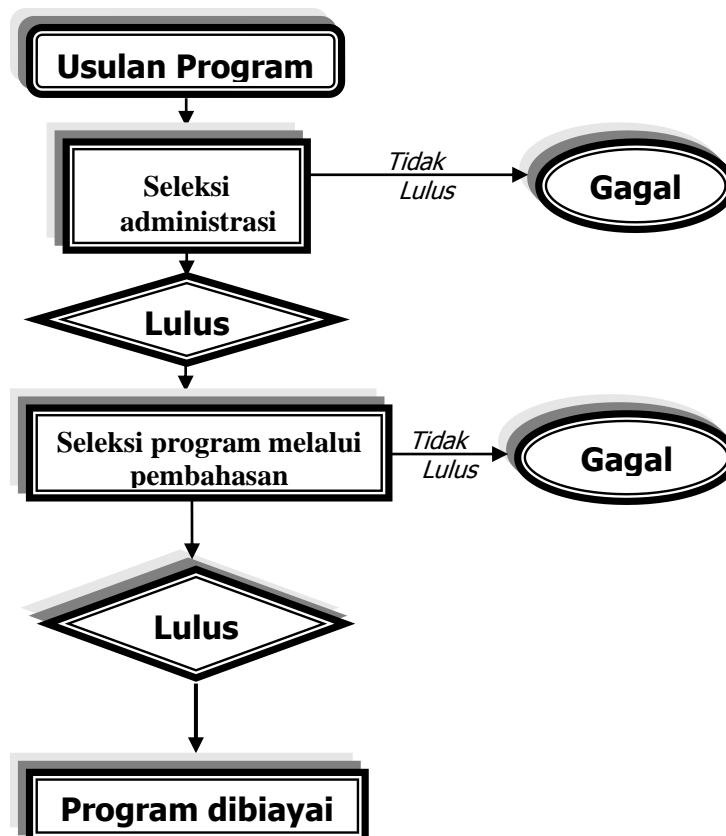 Usulan Program
Seleksi
administrasi
Tidak
Lulus
Gagal
Lulus
Seleksi program melalui
pembahasan
Tidak
Lulus
Gagal
Lulus
Program dibiayai